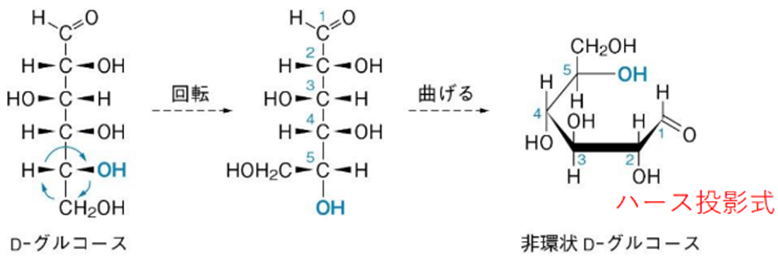 H C O
H C OH
HO C H
H C OH
H C OH
CH₂OH
D-グルコース
回転
1
H C O
2
H C OH
3
HO C H
4
H C OH
5
HOH₂C C H
OH
曲げる
CH₂OH
5 OH
H H H
4 OH H
HO 3 2 1 O
H OH
ハース投影式
非環状 D-グルコース